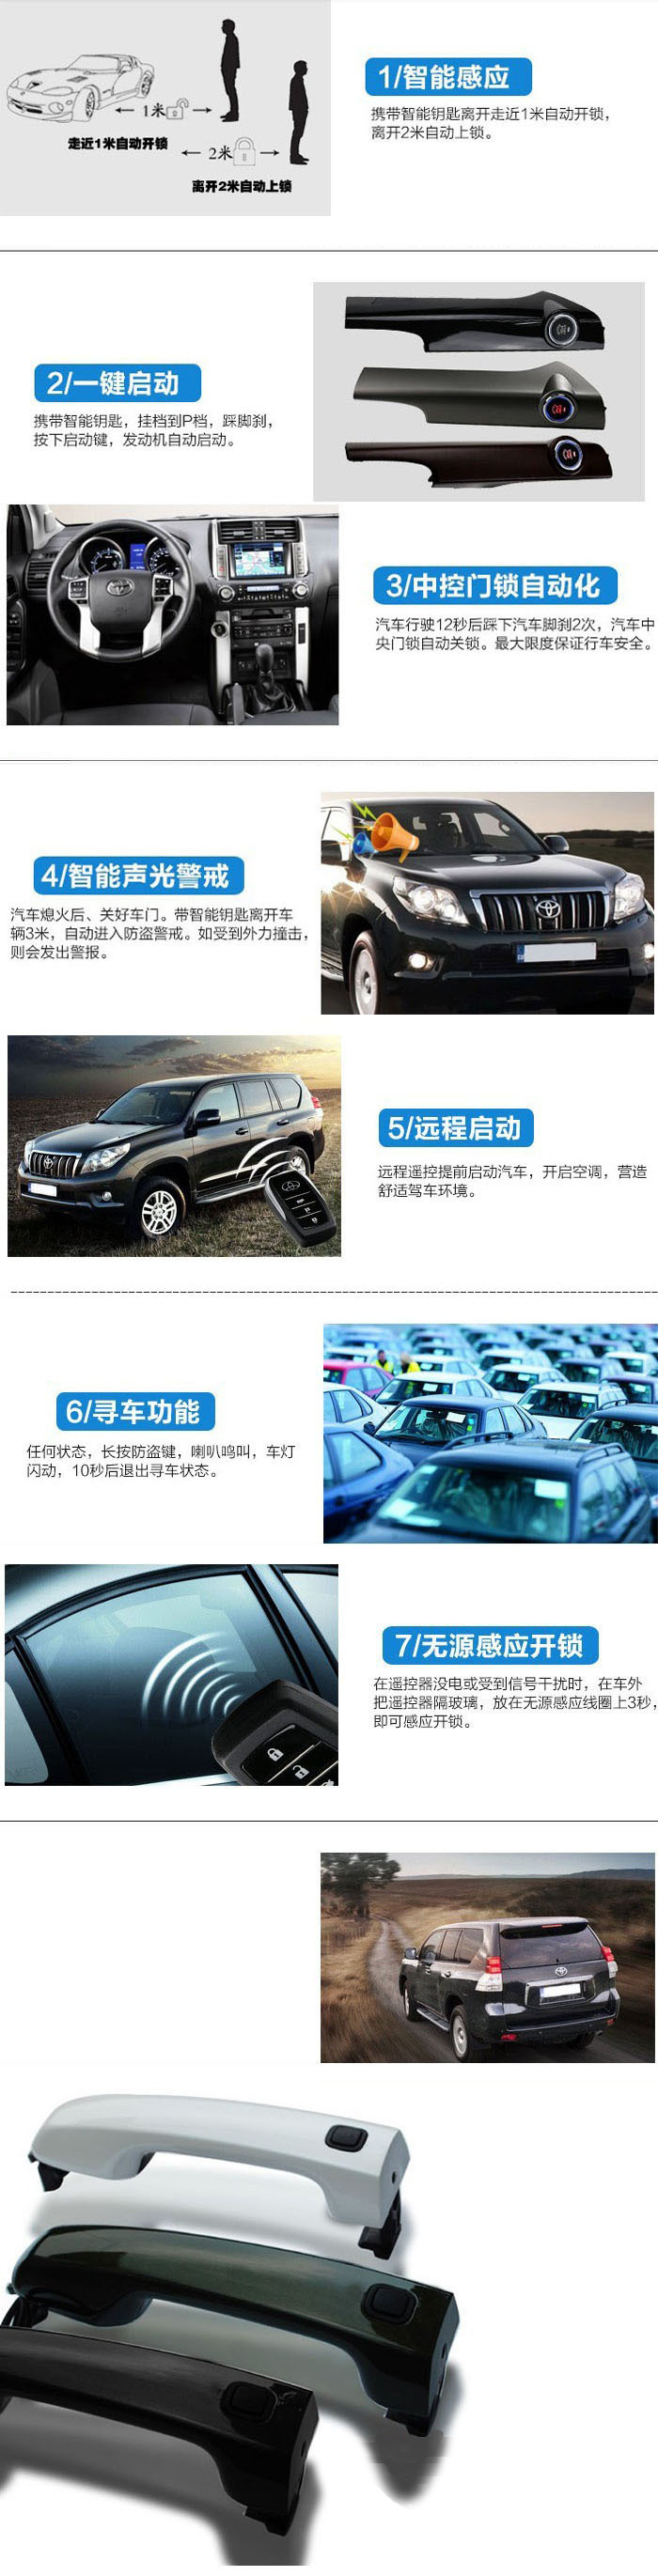 1/智能感应
携带智能钥匙离开走近1米自动开锁，
离开2米自动上锁。
1米
走近1米自动开锁
2米
离开2米自动上锁
2/一键启动
携带智能钥匙，挂档到P档，踩脚刹，
按下启动键，发动机自动启动。
3/中控门锁自动化
汽车行驶12秒后踩下汽车脚刹2次，汽车中
央门锁自动关锁。最大限度保证行车安全。
4/智能声光警戒
汽车熄火后、关好车门。带智能钥匙离开车
辆3米，自动进入防盗警戒。如受到外力撞击，
则会发出警报。
5/远程启动
远程遥控提前启动汽车，开启空调，营造
舒适驾车环境。
6/寻车功能
任何状态，长按防盗键，喇叭鸣叫，车灯
闪动，10秒后退出寻车状态。
7/无源感应开锁
在遥控器没电或受到信号干扰时，在车外
把遥控器隔玻璃，放在无源感应线圈上3秒，
即可感应开锁。